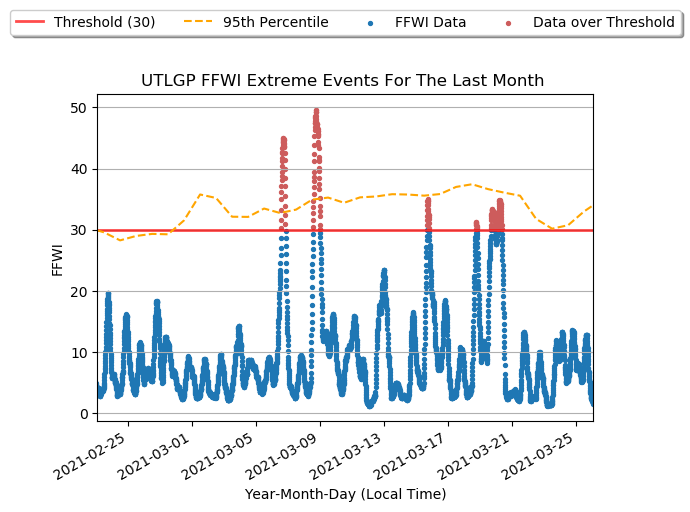 Threshold (30) 95th Percentile FFWI Data Data over Threshold
UTLGP FFWI Extreme Events For The Last Month
50
40
30
20
10
0
FFWI
2021-02-25 2021-03-01 2021-03-05 2021-03-09 2021-03-13 2021-03-17 2021-03-21 2021-03-25
Year-Month-Day (Local Time)